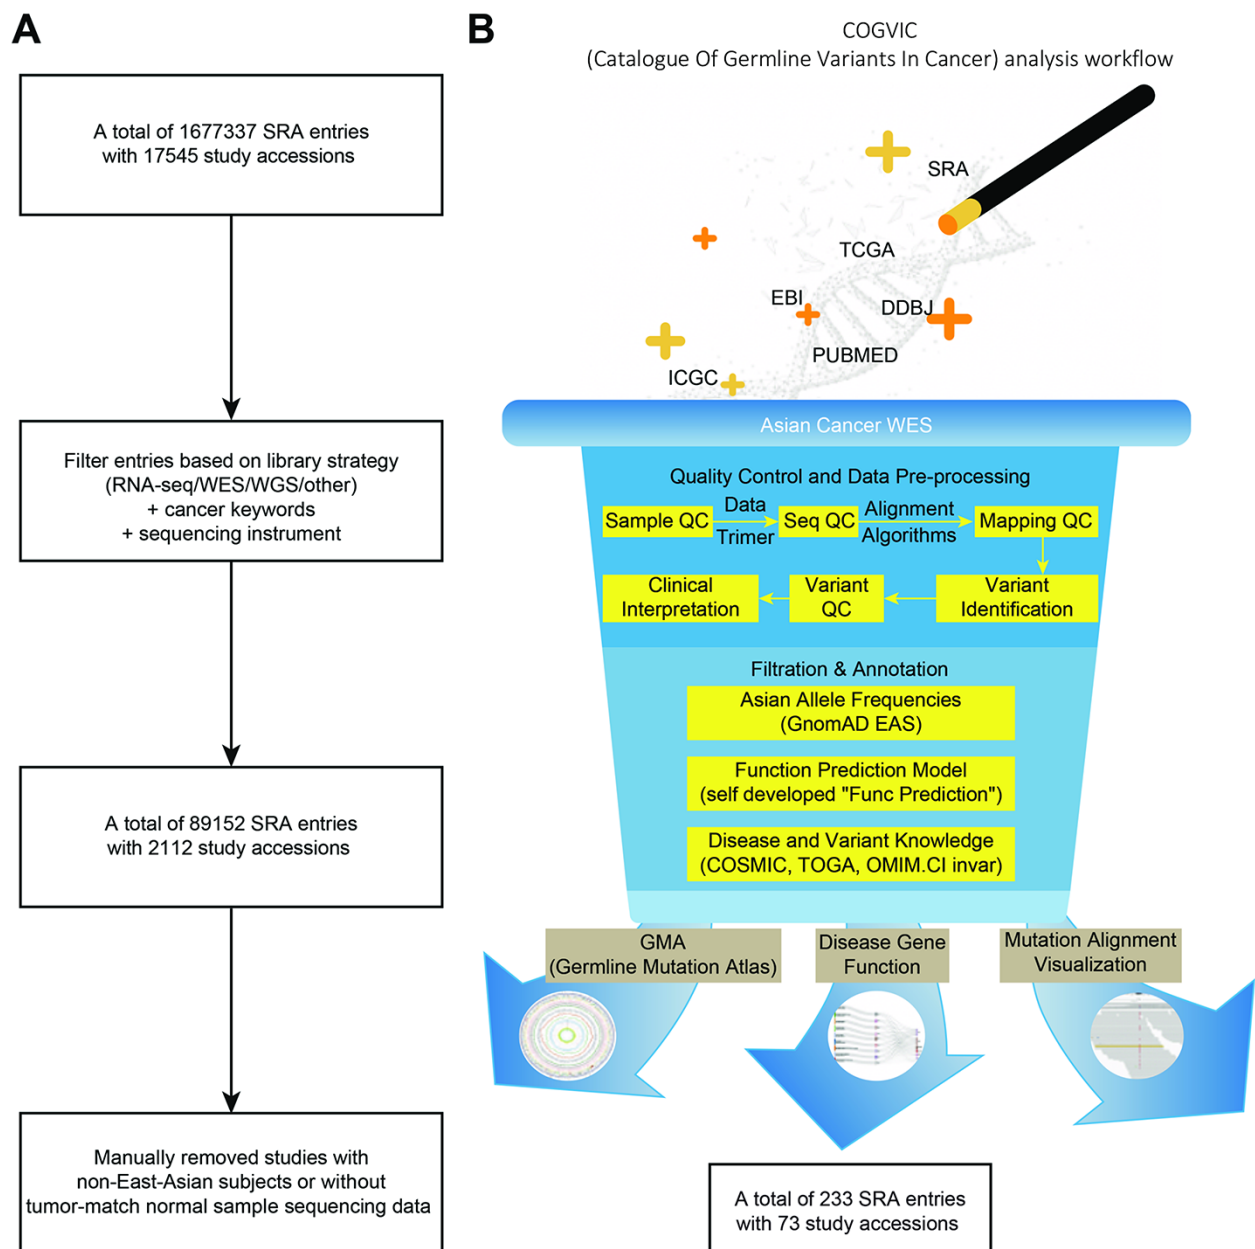 A
A total of 1677337 SRA entries
with 17545 study accessions
Filter entries based on library strategy
(RNA-seq/WES/WGS/other)
+ cancer keywords
+ sequencing instrument
A total of 89152 SRA entries
with 2112 study accessions
Manually removed studies with
non-East-Asian subjects or without
tumor-match normal sample sequencing data
B
COGVIC
(Catalogue Of Germline Variants In Cancer) analysis workflow
SRA
TCGA
EBI
DDBJ
PUBMED
ICGC
Asian Cancer WES
Quality Control and Data Pre-processing
Sample QC
Data
Trimer
Seq QC
Alignment
Algorithms
Mapping QC
Clinical
Interpretation
Variant
QC
Variant
Identification
Filtration & Annotation
Asian Allele Frequencies
(GnomAD EAS)
Function Prediction Model
(self developed "Func Prediction")
Disease and Variant Knowledge
(COSMIC, TOGA, OMIM.CI invar)
GMA
(Germline Mutation Atlas)
Disease Gene
Function
Mutation Alignment
Visualization
A total of 233 SRA entries
with 73 study accessions